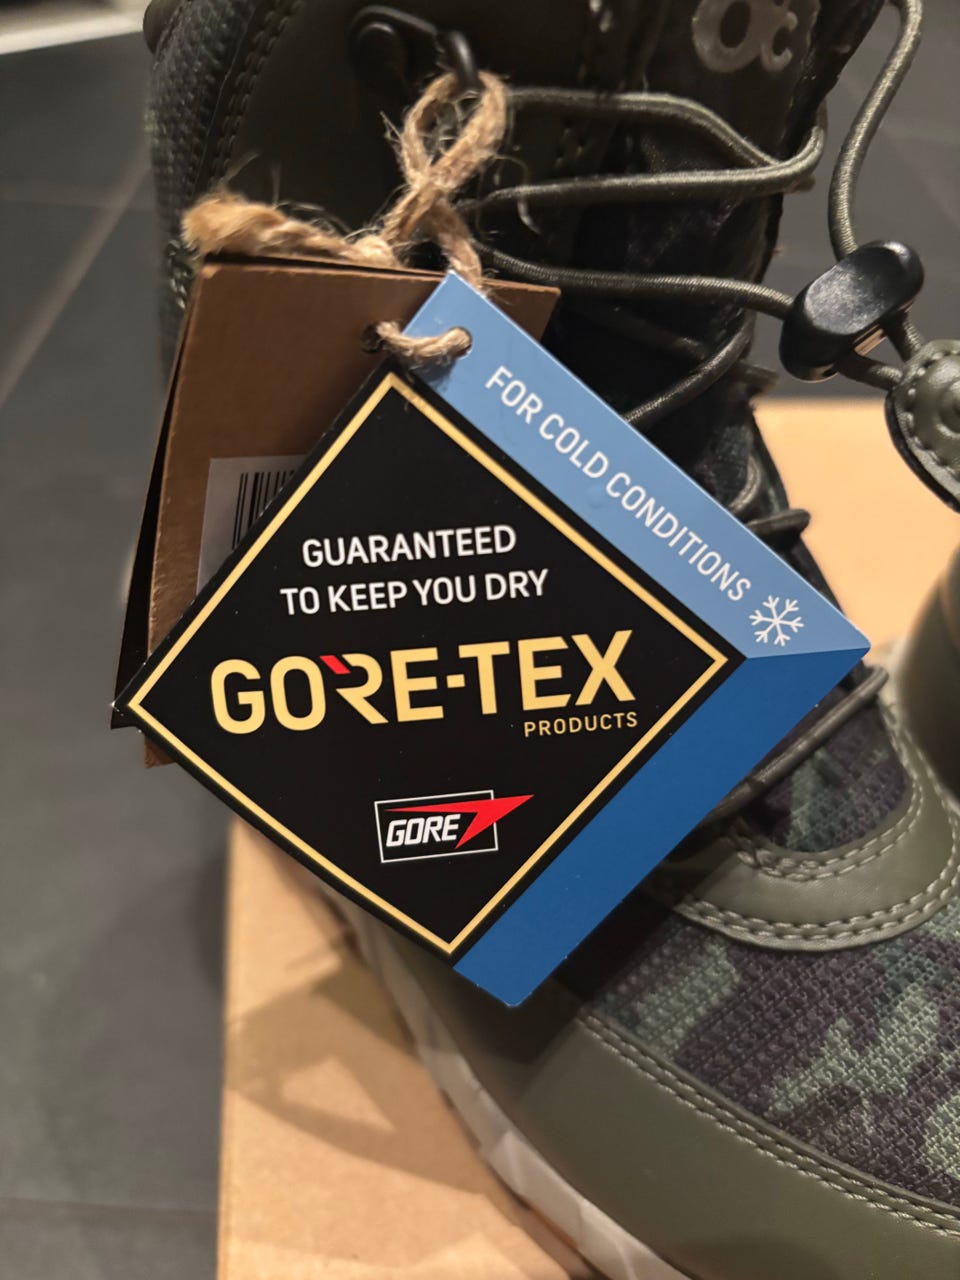 FOR COLD CONDITIONS
GUARANTEED
TO KEEP YOU DRY
GORE-TEX
PRODUCTS
GORE